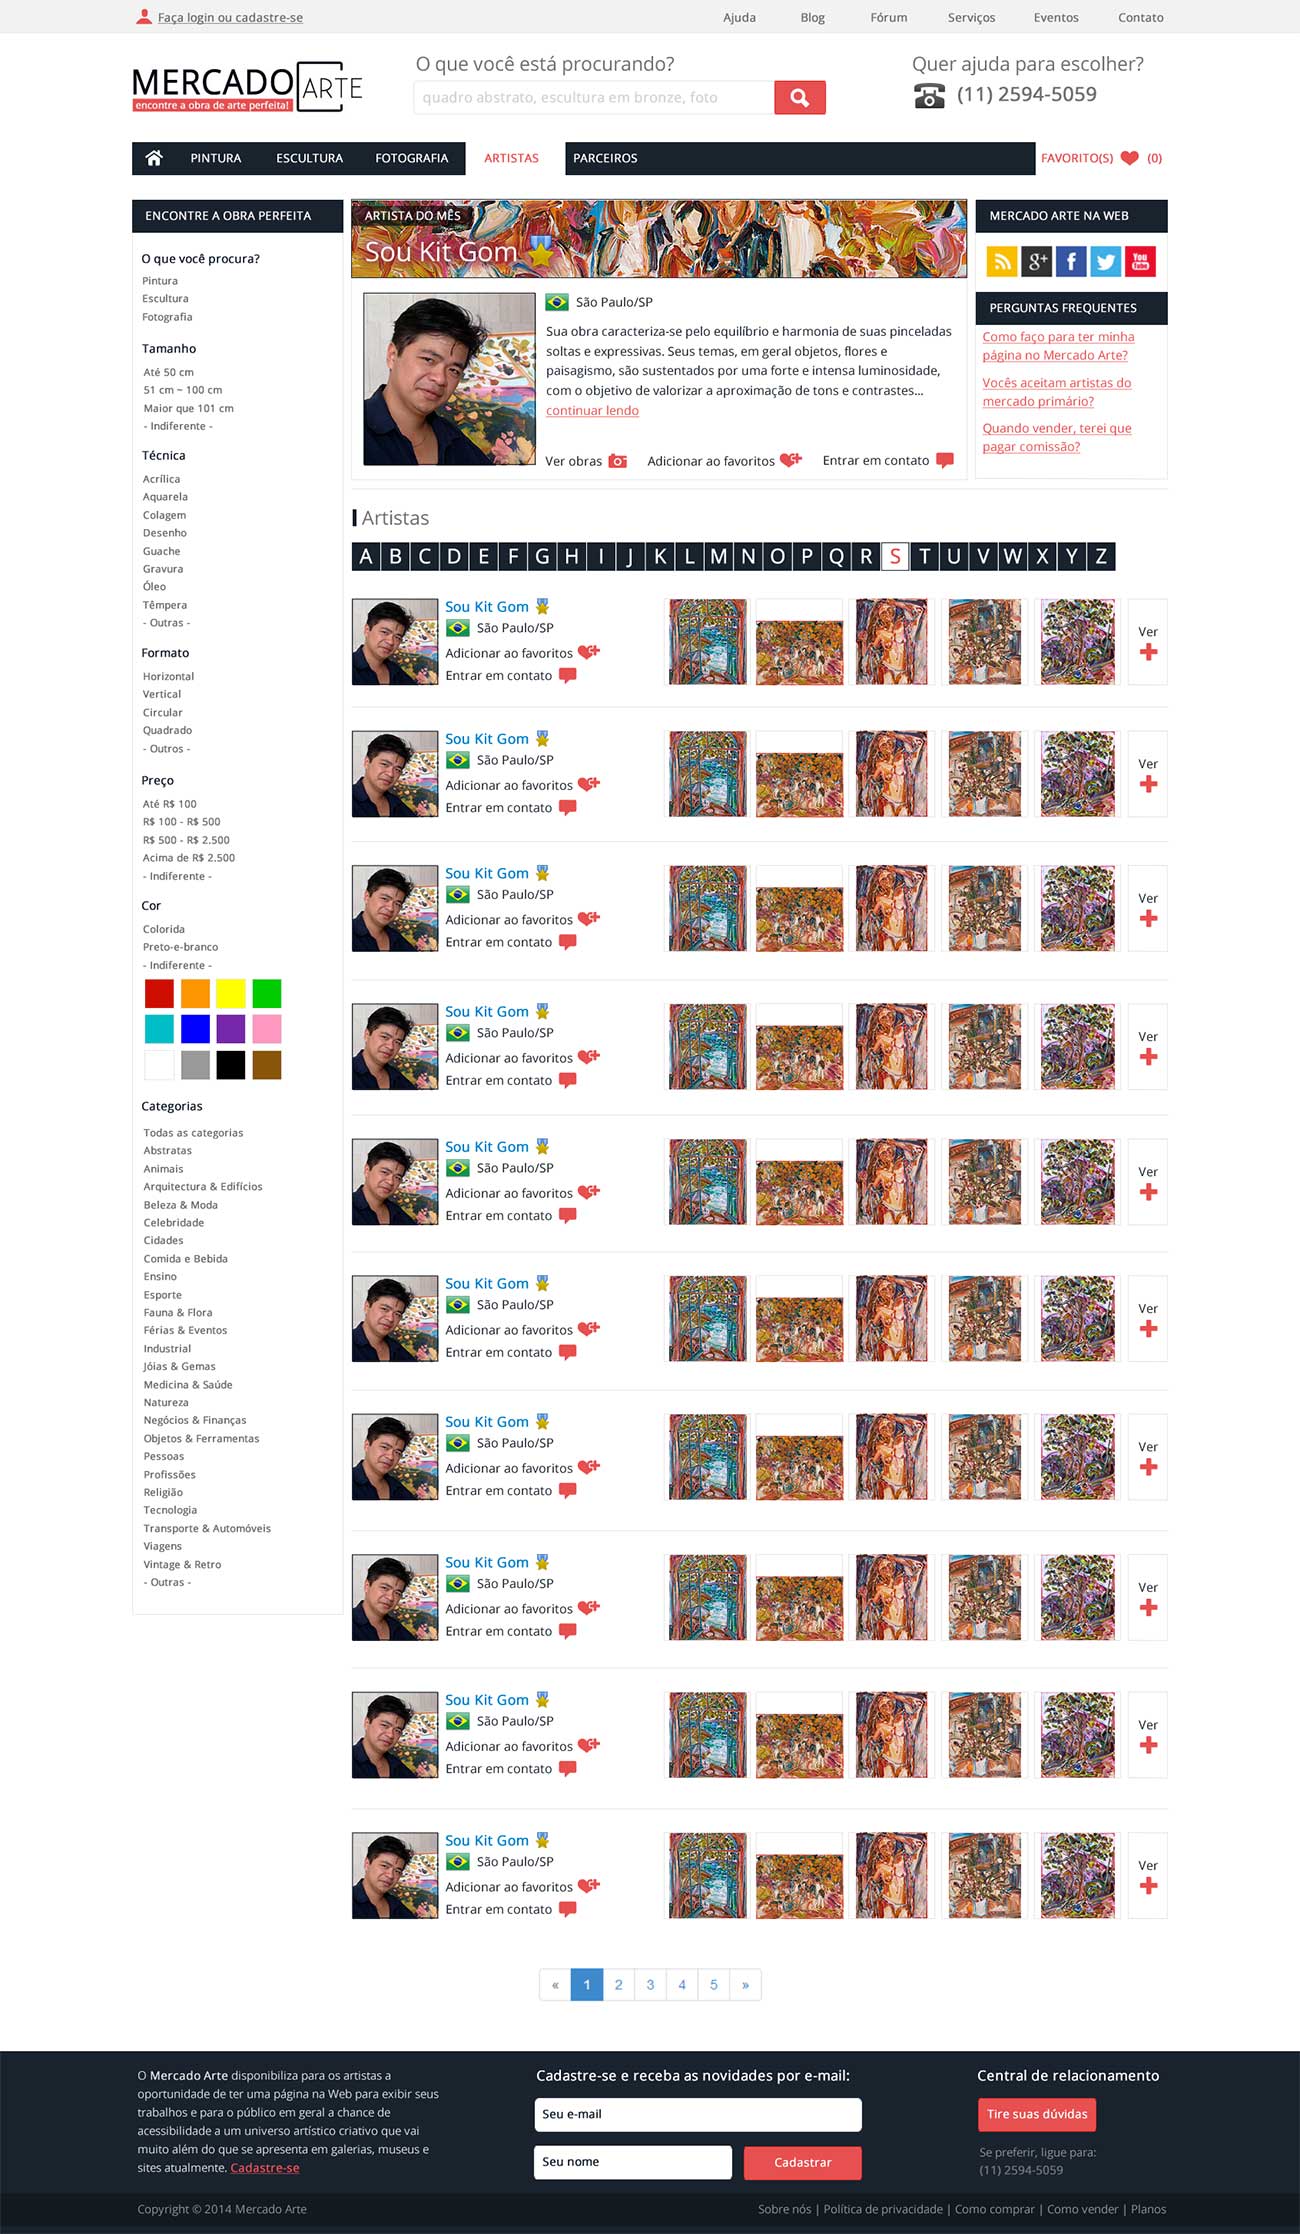 Faça login ou cadastre-se
Ajuda
Blog
Fórum
Serviços
Eventos
Contato
MERCADO ARTE
encontre a obra de arte perfeita!
O que você está procurando?
quadro abstrato, escultura em bronze, foto
Quer ajuda para escolher?
(11) 2594-5059
PINTURA
ESCULTURA
FOTOGRAFIA
ARTISTAS
PARCEIROS
FAVORITO(S) (0)
ENCONTRE A OBRA PERFEITA
O que você procura?
Pintura
Escultura
Fotografia
Tamanho
Até 50 cm
51 cm ~ 100 cm
Maior que 101 cm
- Indiferente -
Técnica
Acrílica
Aquarela
Colagem
Desenho
Guache
Gravura
Óleo
Têmpera
- Outras -
Formato
Horizontal
Vertical
Circular
Quadrado
- Outros -
Preço
Até R$ 100
R$ 100 - R$ 500
R$ 500 - R$ 2.500
Acima de R$ 2.500
- Indiferente -
Cor
Colorida
Preto-e-branco
- Indiferente -
Categorias
Todas as categorias
Abstratas
Animais
Arquitectura & Edifícios
Beleza & Moda
Celebridade
Cidades
Comida e Bebida
Ensino
Esporte
Fauna & Flora
Férias & Eventos
Industrial
Jóias & Gemas
Medicina & Saúde
Natureza
Negócios & Finanças
Objetos & Ferramentas
Pessoas
Profissões
Religião
Tecnologia
Transporte & Automóveis
Viagens
Vintage & Retro
- Outras -
ARTISTA DO MÊS
Sou Kit Gom
São Paulo/SP
Sua obra caracteriza-se pelo equilíbrio e harmonia de suas pinceladas
soltas e expressivas. Seus temas, em geral objetos, flores e
paisagismo, são sustentados por uma forte e intensa luminosidade,
com o objetivo de valorizar a aproximação de tons e contrastes...
continuar lendo
Ver obras
Adicionar ao favoritos
Entrar em contato
MERCADO ARTE NA WEB
g+
f
You Tube
PERGUNTAS FREQUENTES
Como faço para ter minha
página no Mercado Arte?
Vocês aceitam artistas do
mercado primário?
Quando vender, terei que
pagar comissão?
Artistas
A B C D E F G H I J K L M N O P Q R S T U V W X Y Z
Sou Kit Gom
São Paulo/SP
Adicionar ao favoritos
Entrar em contato
Ver
Sou Kit Gom
São Paulo/SP
Adicionar ao favoritos
Entrar em contato
Ver
Sou Kit Gom
São Paulo/SP
Adicionar ao favoritos
Entrar em contato
Ver
Sou Kit Gom
São Paulo/SP
Adicionar ao favoritos
Entrar em contato
Ver
Sou Kit Gom
São Paulo/SP
Adicionar ao favoritos
Entrar em contato
Ver
Sou Kit Gom
São Paulo/SP
Adicionar ao favoritos
Entrar em contato
Ver
Sou Kit Gom
São Paulo/SP
Adicionar ao favoritos
Entrar em contato
Ver
Sou Kit Gom
São Paulo/SP
Adicionar ao favoritos
Entrar em contato
Ver
Sou Kit Gom
São Paulo/SP
Adicionar ao favoritos
Entrar em contato
Ver
Sou Kit Gom
São Paulo/SP
Adicionar ao favoritos
Entrar em contato
Ver
« 1 2 3 4 5 »
O Mercado Arte disponibiliza para os artistas a
oportunidade de ter uma página na Web para exibir seus
trabalhos e para o público em geral a chance de
acessibilidade a um universo artístico criativo que vai
muito além do que se apresenta em galerias, museus e
sites atualmente. Cadastre-se
Cadastre-se e receba as novidades por e-mail:
Seu e-mail
Seu nome
Cadastrar
Central de relacionamento
Tire suas dúvidas
Se preferir, ligue para:
(11) 2594-5059
Copyright © 2014 Mercado Arte
Sobre nós | Política de privacidade | Como comprar | Como vender | Planos